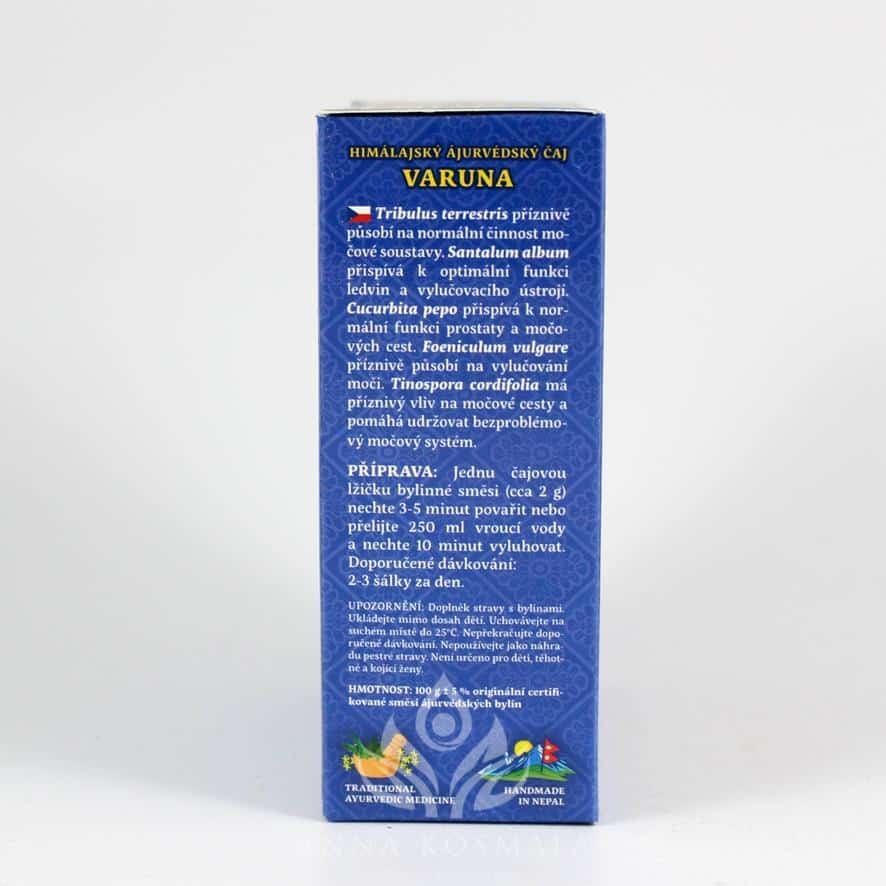 HIMÁLAJSKÝ ÁJURVÉDSKÝ ČAJ
VARUNA
Tribulus terrestris příznivě
působí na normální činnost mo-
čové soustavy. Santalum album
přispívá k optimální funkci
ledvin a vylučovacího ústrojí.
Cucurbita pepo přispívá k nor-
mální funkci prostaty a močo-
vých cest. Foeniculum vulgare
příznivě působí na vylučování
moči. Tinospora cordifolia má
příznivý vliv na močové cesty a
pomáhá udržovat bezproblémo-
vý močový systém.
PŘÍPRAVA: Jednu čajovou
lžičku bylinné směsi (cca 2 g)
nechte 3-5 minut povařit nebo
přelijte 250 ml vroucí vody
a nechte 10 minut vyluhovat.
Doporučené dávkování:
2-3 šálky za den.
UPOZORNĚNÍ: Doplněk stravy s bylinami.
Ukládejte mimo dosah dětí. Uchovávejte na
suchém místě do 25°C. Nepřekračujte dopo-
ručené dávkování. Nepoužívejte jako náhra-
du pestré stravy. Není určeno pro děti, těhot-
né a kojící ženy.
HMOTNOST: 100 g ± 5 % originální certifi-
kované směsi ájurvédských bylin
TRADITIONAL
AYURVEDIC MEDICINE
HANDMADE
IN NEPAL